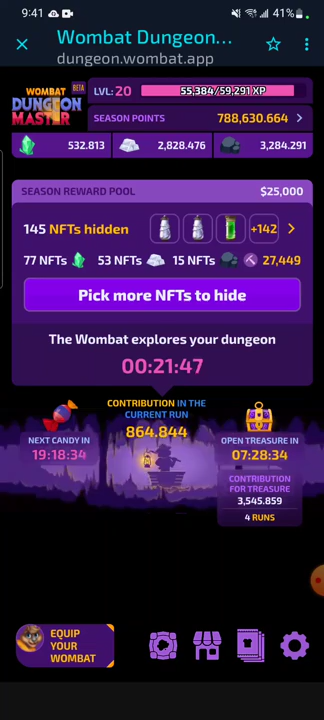 9:41
41%
Wombat Dungeon...
dungeon.wombat.app
WOMBAT
DUNGEON
MASTER
BETA
LVL: 20
55,384/59,291 XP
SEASON POINTS
788,630.664
532.813
2,828.476
3,284.291
SEASON REWARD POOL
$25,000
145 NFTs hidden
+142
77 NFTs
53 NFTs
15 NFTs
27,449
Pick more NFTs to hide
The Wombat explores your dungeon
00:21:47
CONTRIBUTION IN THE
CURRENT RUN
864.844
NEXT CANDY IN
19:18:34
OPEN TREASURE IN
07:28:34
CONTRIBUTION
FOR TREASURE
3,545.859
4 RUNS
EQUIP
YOUR
WOMBAT